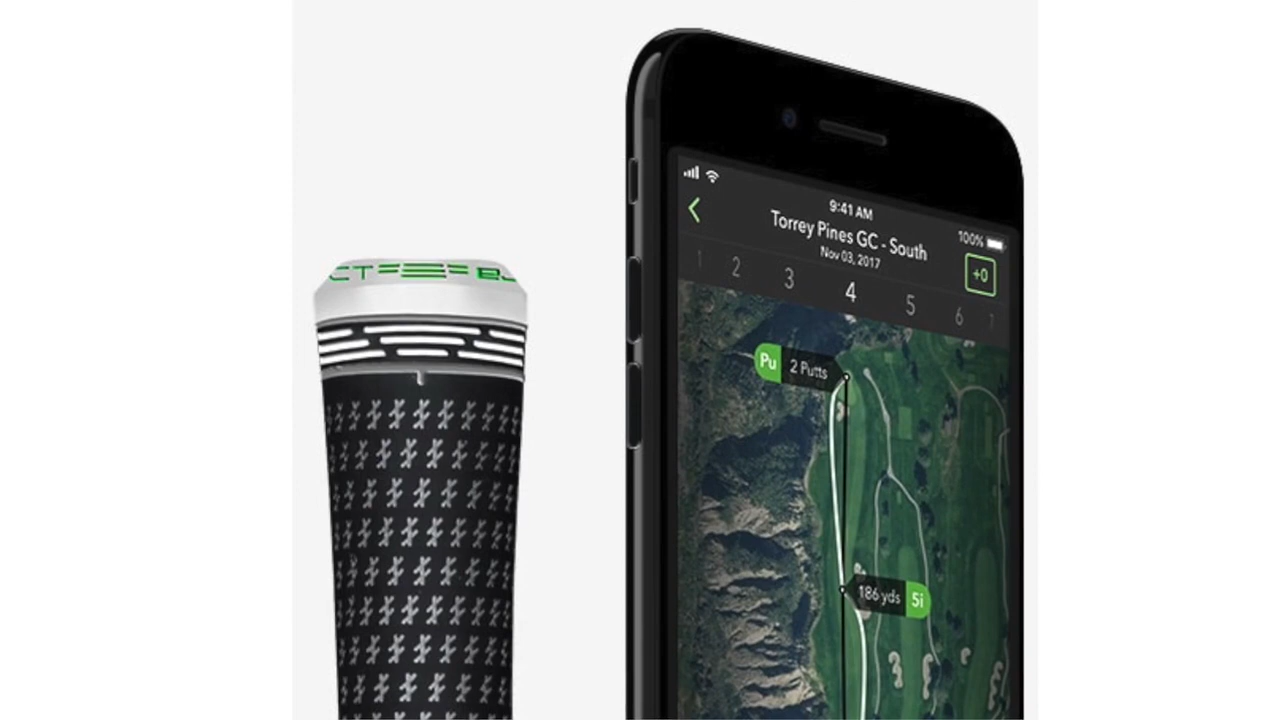 9:41 AM
100%
Torrey Pines GC - South
Nov 03, 2017
+0
1 2 3 4 5 6
Pu 2 Putts
186 yds 5i
CT